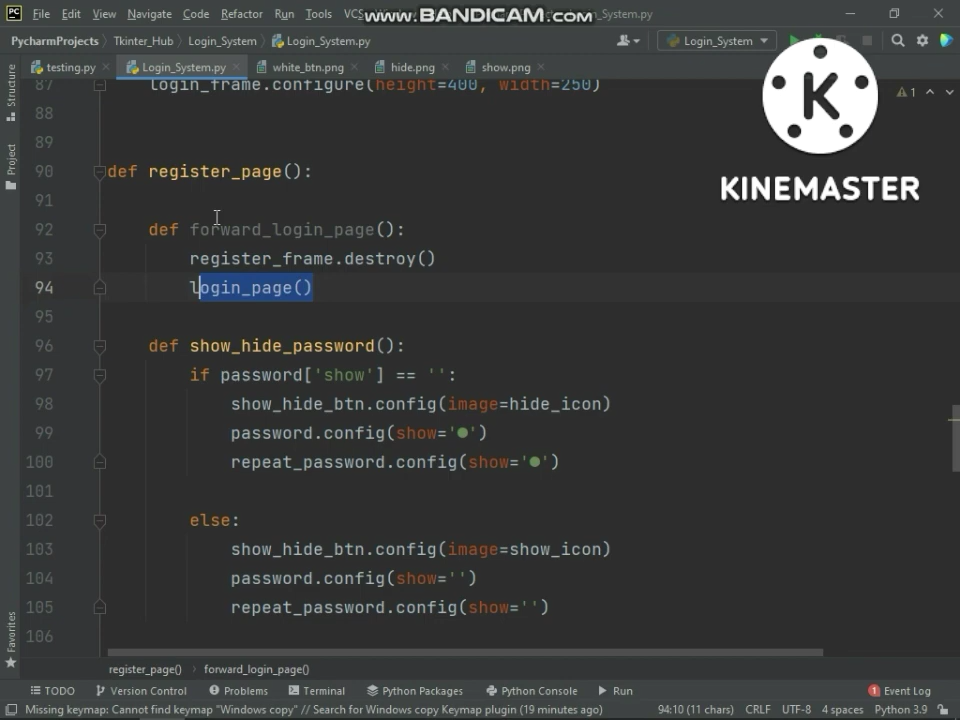 PC File Edit View Navigate Code Refactor Run Tools VCS www.BANDICAM.com _System.py
PycharmProjects Tkinter_Hub Login_System Login_System.py Login_System
testing.py Login_System.py white_btn.png hide.png show.png
87 login_frame.configure(height=400, width=250)
88
89
90 def register_page():
91
92 def forward_login_page():
93 register_frame.destroy()
94 login_page()
95
96 def show_hide_password():
97 if password['show'] == '':
98 show_hide_btn.config(image=hide_icon)
99 password.config(show='●')
100 repeat_password.config(show='●')
101
102 else:
103 show_hide_btn.config(image=show_icon)
104 password.config(show='')
105 repeat_password.config(show='')
106
1
K
KINEMASTER
Structure
Project
Favorites
register_page() forward_login_page()
TODO Version Control Problems Terminal Python Packages Python Console Run 1 Event Log
Missing keymap: Cannot find keymap "Windows copy" // Search for Windows copy Keymap plugin (19 minutes ago) 94:10 (11 chars) CRLF UTF-8 4 spaces Python 3.9